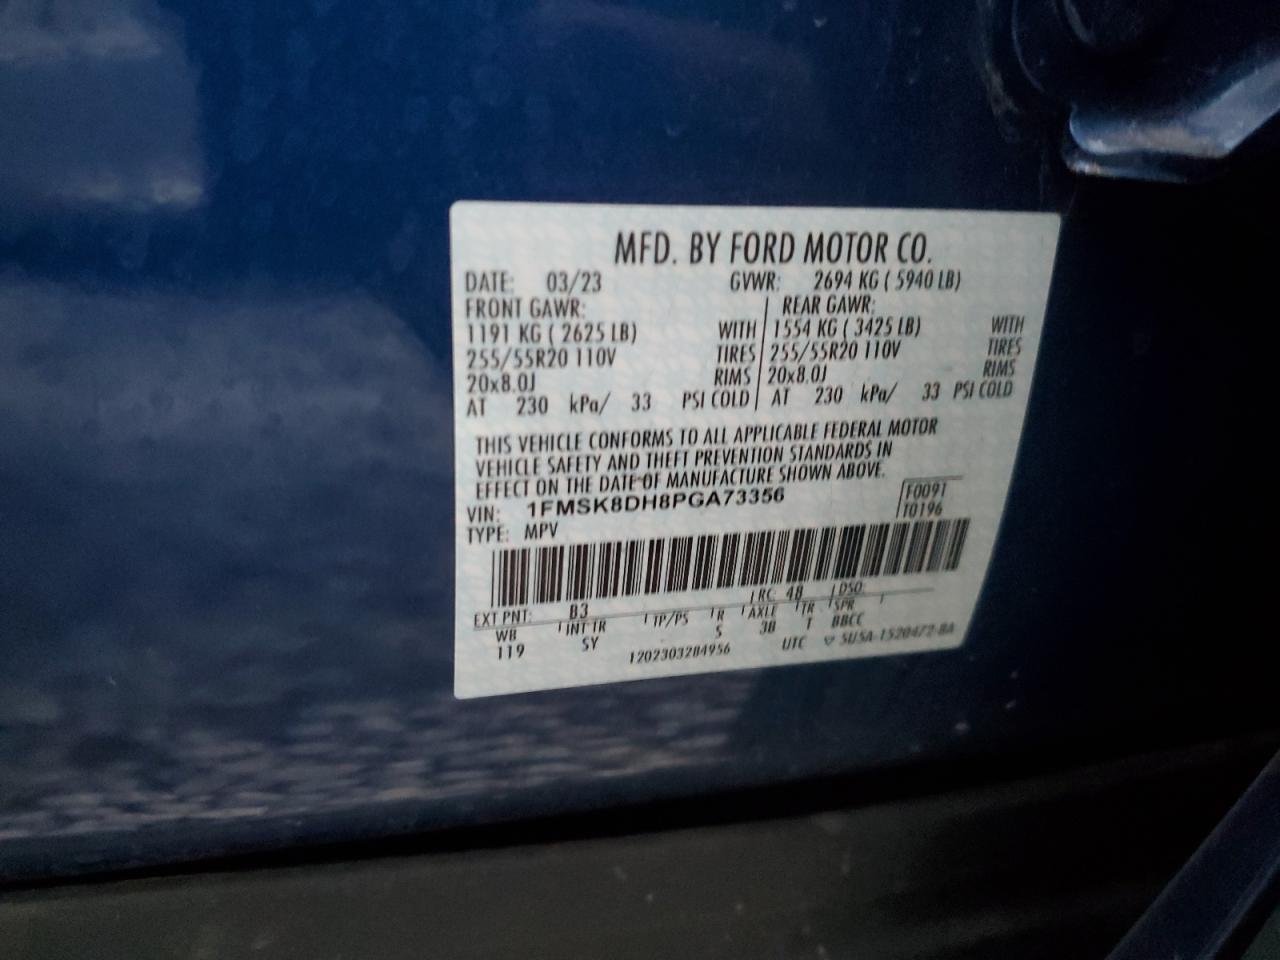 MFD. BY FORD MOTOR CO.
DATE: 03/23 GVWR: 2694 KG ( 5940 LB)
FRONT GAWR: REAR GAWR:
1191 KG ( 2625 LB) WITH 1554 KG ( 3425 LB) WITH
255/55R20 110V TIRES 255/55R20 110V TIRES
20x8.0J RIMS 20x8.0J RIMS
AT 230 kPa/ 33 PSI COLD AT 230 kPa/ 33 PSI COLD
THIS VEHICLE CONFORMS TO ALL APPLICABLE FEDERAL MOTOR
VEHICLE SAFETY AND THEFT PREVENTION STANDARDS IN
EFFECT ON THE DATE OF MANUFACTURE SHOWN ABOVE.
VIN: 1FMSK8DH8PGA73356 F0091
TYPE: MPV T0196
EXT PNT: B3 RC: 48 DSO:
WB INT TR TP/PS R AXLE TR SPR
119 SY S 3B T BBCC
1202303284956 UTC ▽ 5U5A-1520472-BA